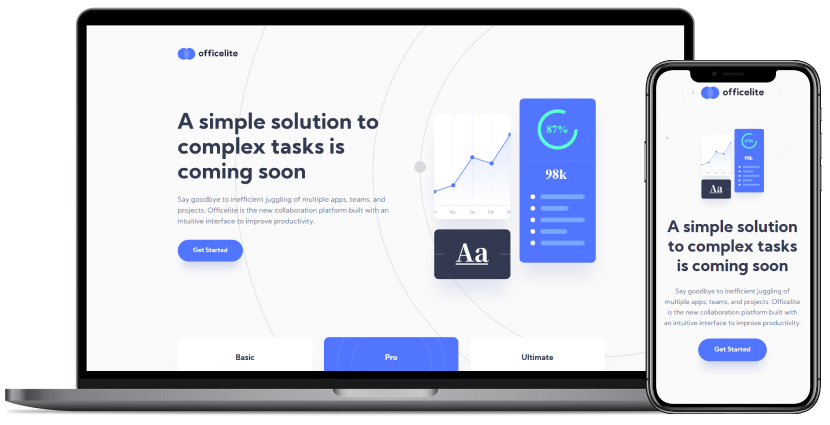 officelite
A simple solution to
complex tasks is
coming soon
Say goodbye to inefficient juggling of multiple apps, teams, and
projects. Officelite is the new collaboration platform built with an
intuitive interface to improve productivity.
Get Started
87%
98k
Aa
Basic
Pro
Ultimate
officelite
87%
98k
Aa
A simple solution
to complex tasks
is coming soon
Say goodbye to inefficient juggling of
multiple apps, teams, and projects. Officelite
is the new collaboration platform built with
an intuitive interface to improve productivity.
Get Started